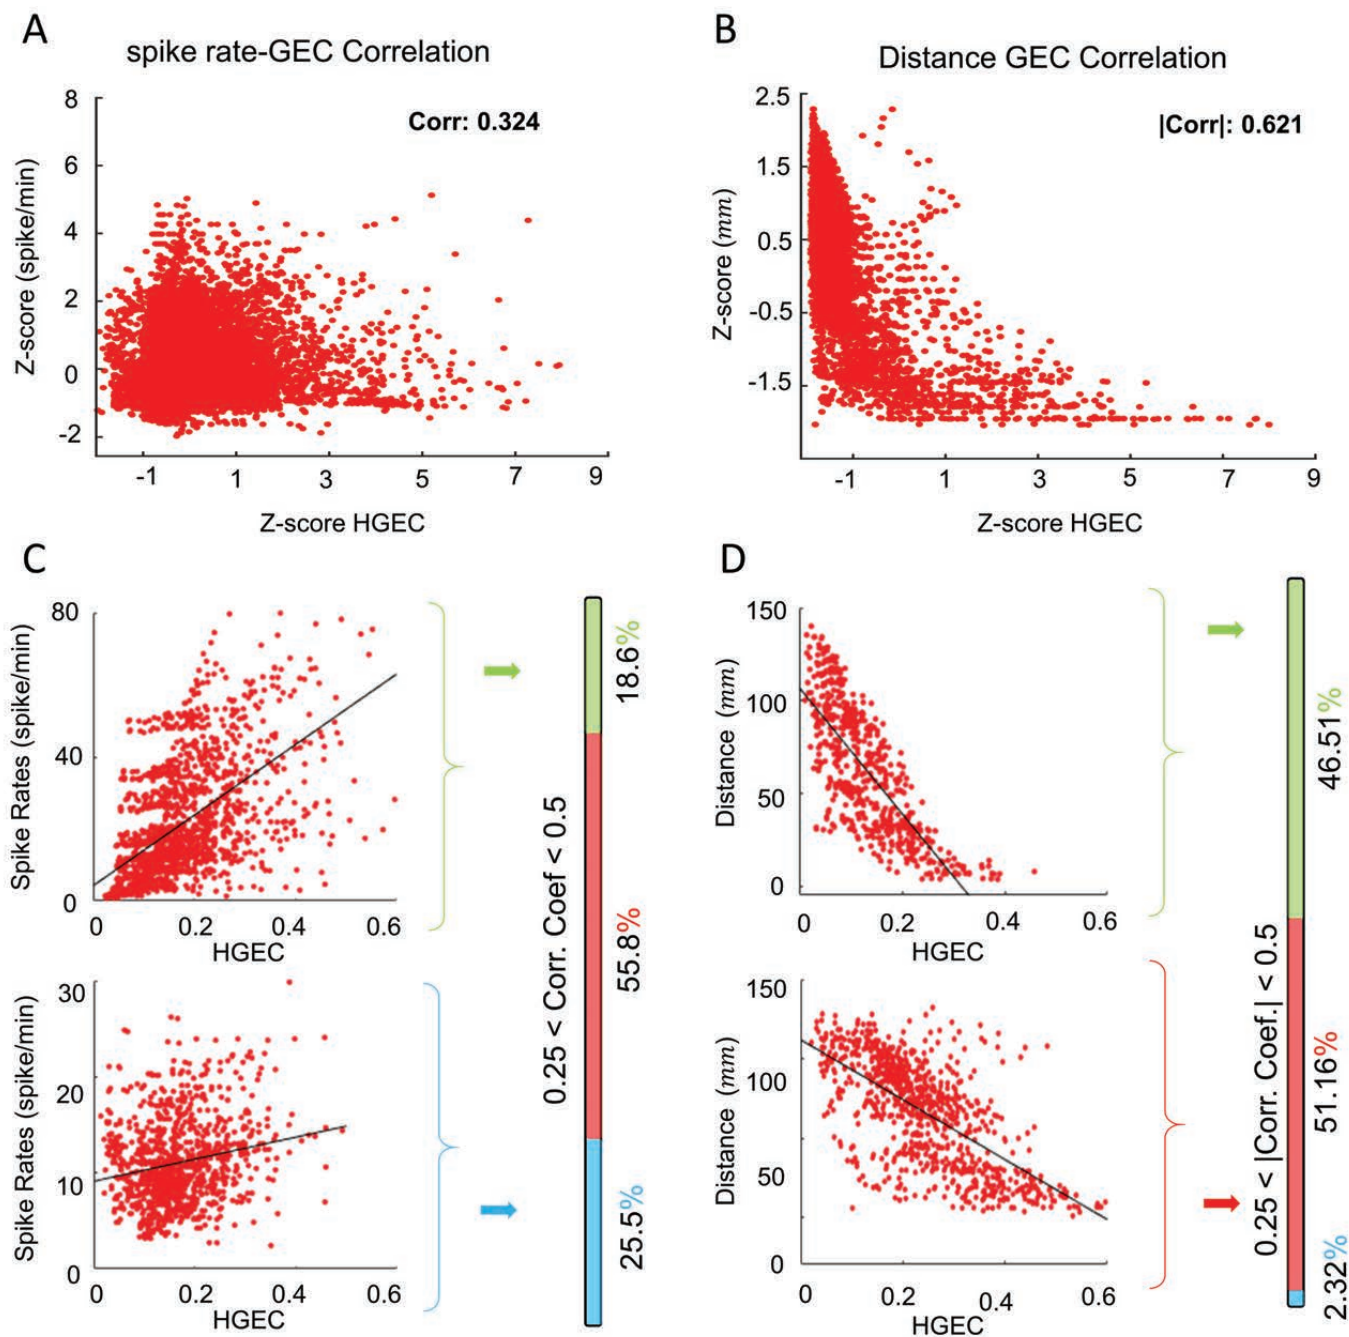 A
spike rate-GEC Correlation
Corr: 0.324
Z-score (spike/min)
8
6
4
2
0
-2
-1 1 3 5 7 9
Z-score HGEC
B
Distance GEC Correlation
|Corr|: 0.621
Z-score (mm)
2.5
1.5
0.5
-0.5
-1.5
-1 1 3 5 7 9
Z-score HGEC
C
Spike Rates (spike/min)
80
40
0
0 0.2 0.4 0.6
HGEC
Spike Rates (spike/min)
30
20
10
0
0 0.2 0.4 0.6
HGEC
0.25 < Corr. Coef < 0.5
18.6%
55.8%
25.5%
D
Distance (mm)
150
100
50
0
0 0.2 0.4 0.6
HGEC
Distance (mm)
150
100
50
0
0 0.2 0.4 0.6
HGEC
0.25 < |Corr. Coef.| < 0.5
46.51%
51.16%
2.32%